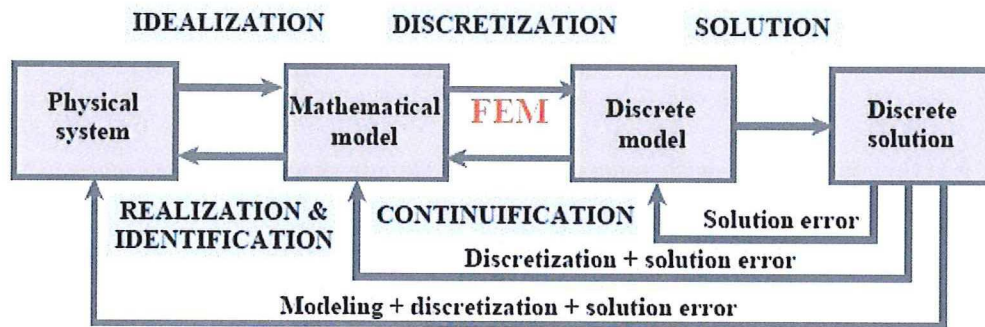 IDEALIZATION
DISCRETIZATION
SOLUTION
Physical
system
Mathematical
model
FEM
Discrete
model
Discrete
solution
REALIZATION &
IDENTIFICATION
CONTINUIFICATION
Solution error
Discretization + solution error
Modeling + discretization + solution error